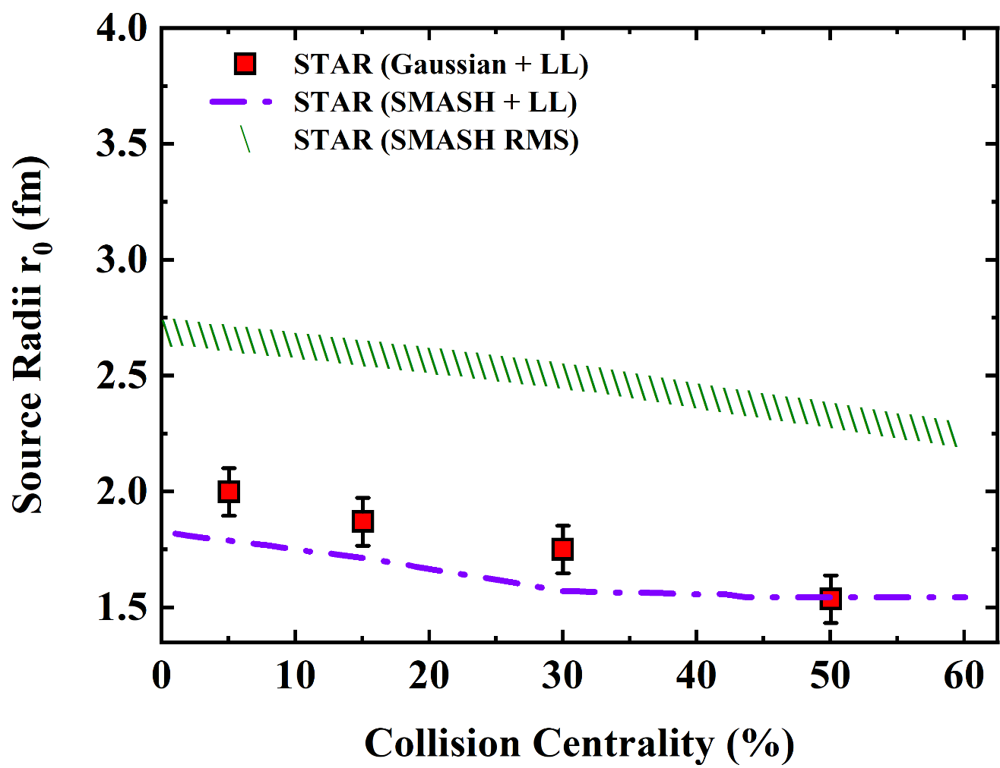 4.0
3.5
3.0
2.5
2.0
1.5
Source Radii r0 (fm)
STAR (Gaussian + LL)
STAR (SMASH + LL)
STAR (SMASH RMS)
0 10 20 30 40 50 60
Collision Centrality (%)